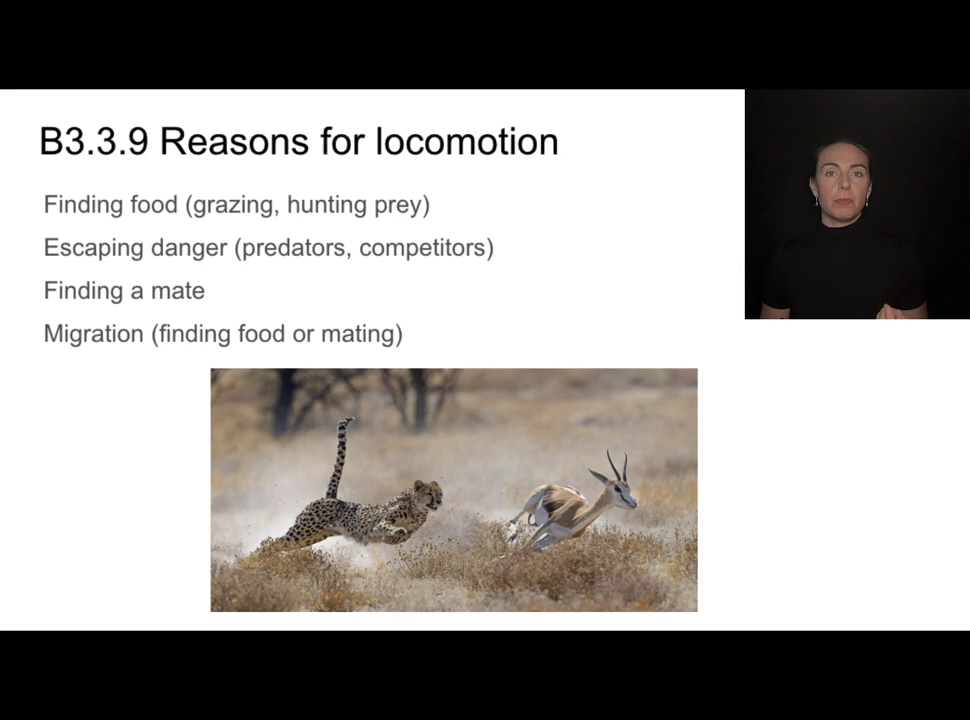 B3.3.9 Reasons for locomotion
Finding food (grazing, hunting prey)
Escaping danger (predators, competitors)
Finding a mate
Migration (finding food or mating)